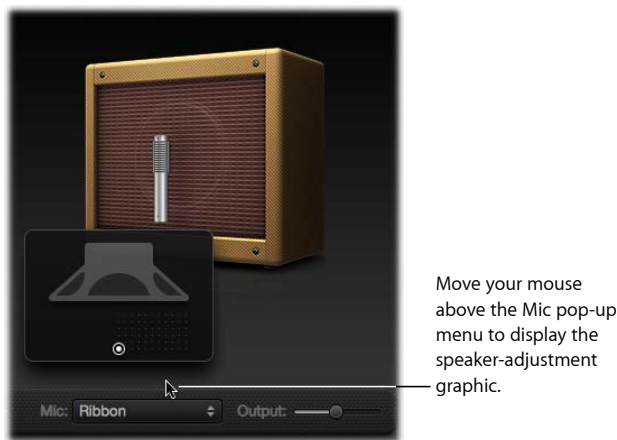 Move your mouse
above the Mic pop-up
menu to display the
speaker-adjustment
graphic.
Mic: Ribbon Output: